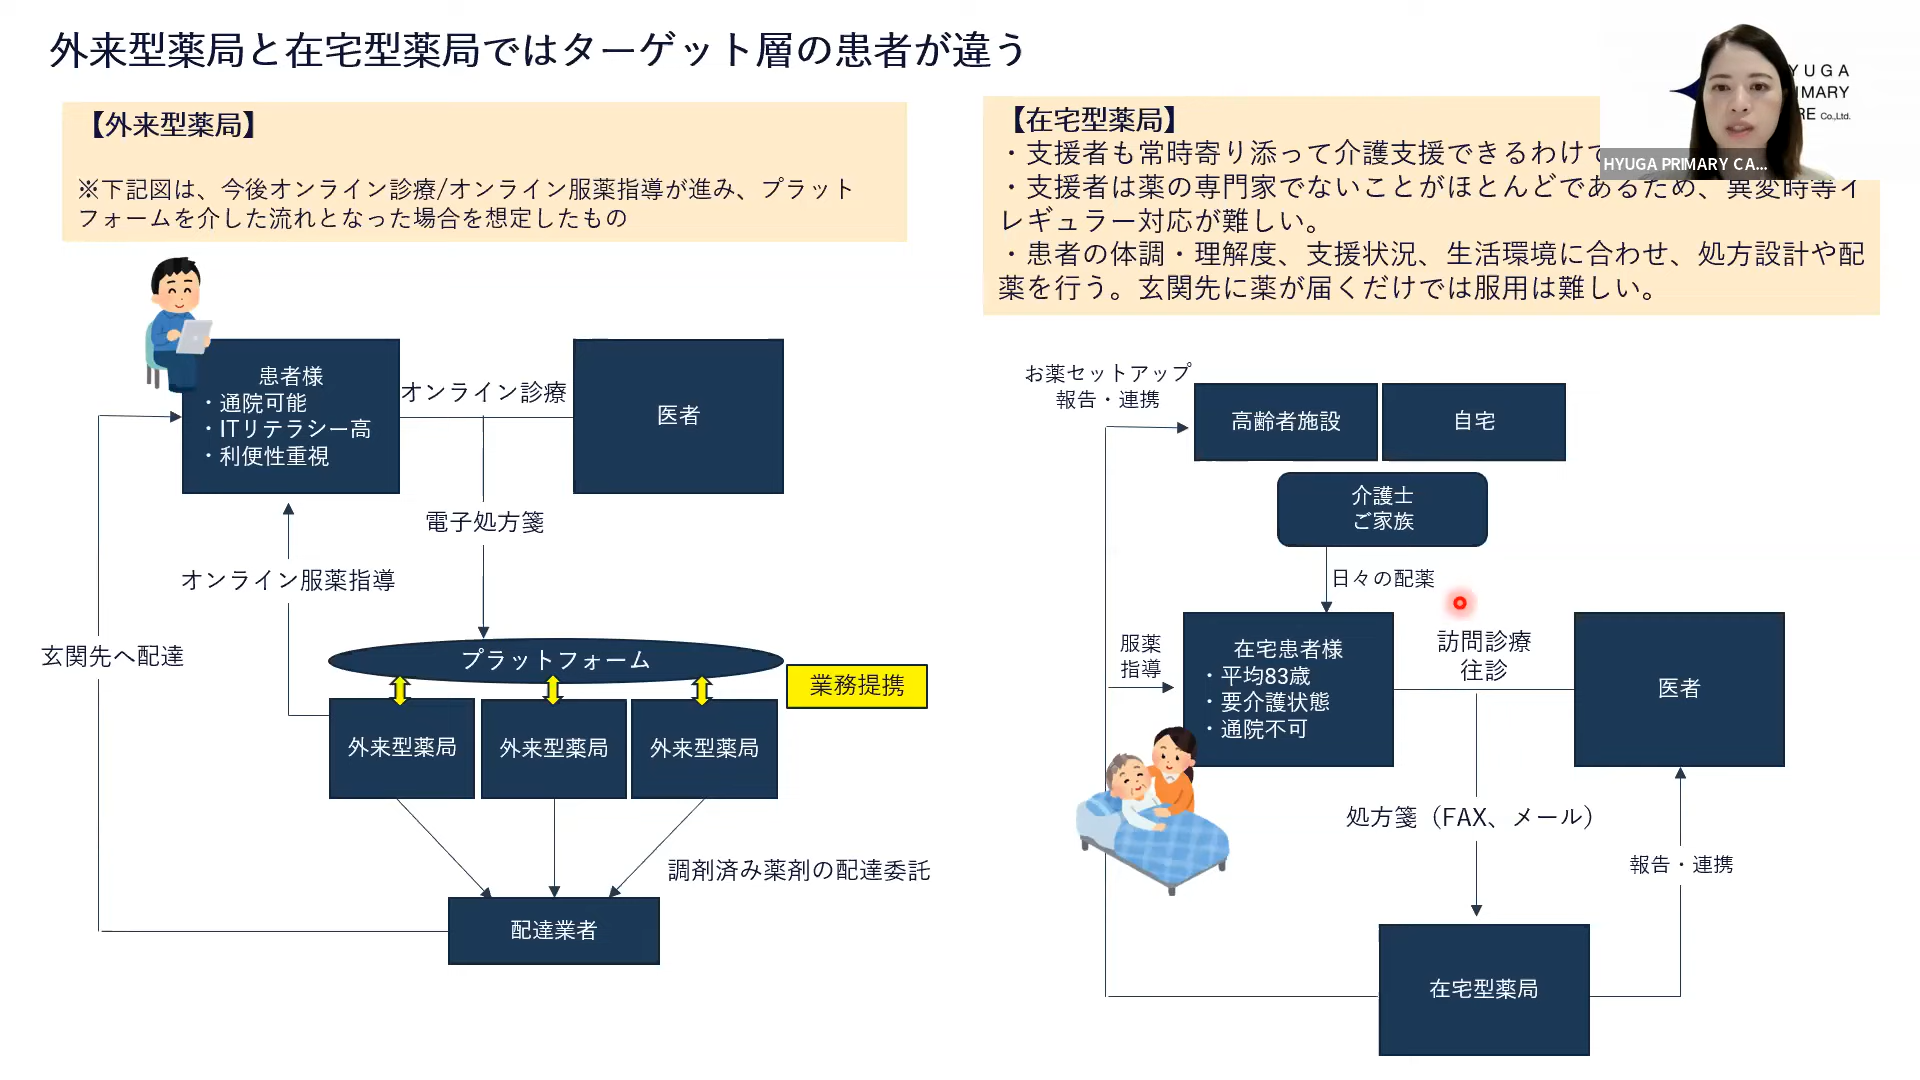 外来型薬局と在宅型薬局ではターゲット層の患者が違う
YUGA
IMARY
RE Co.,Ltd.
HYUGA PRIMARY CA...
【外来型薬局】
※下記図は、今後オンライン診療/オンライン服薬指導が進み、プラット
フォームを介した流れとなった場合を想定したもの
患者様
・通院可能
・ITリテラシー高
・利便性重視
オンライン診療
医者
電子処方箋
オンライン服薬指導
玄関先へ配達
プラットフォーム
業務提携
外来型薬局
外来型薬局
外来型薬局
調剤済み薬剤の配達委託
配達業者
【在宅型薬局】
・支援者も常時寄り添って介護支援できるわけで
・支援者は薬の専門家でないことがほとんどであるため、異変時等イ
レギュラー対応が難しい。
・患者の体調・理解度、支援状況、生活環境に合わせ、処方設計や配
薬を行う。玄関先に薬が届くだけでは服用は難しい。
お薬セットアップ
報告・連携
高齢者施設
自宅
介護士
ご家族
日々の配薬
服薬
指導
在宅患者様
・平均83歳
・要介護状態
・通院不可
訪問診療
往診
医者
処方箋（FAX、メール）
報告・連携
在宅型薬局